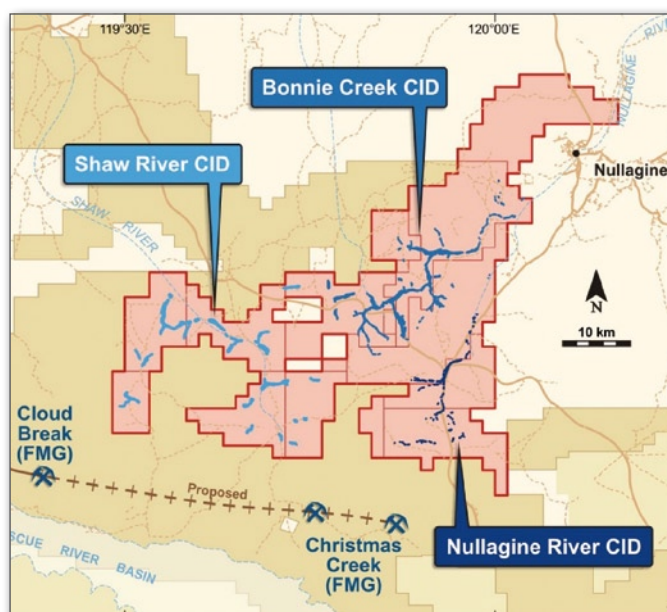 119°30'E
120°00'E
Bonnie Creek CID
NULLAGINE
RIVER
Shaw River CID
Nullagine
SHAW RIVER
N
10 km
Cloud
Break
(FMG)
Proposed
Christmas
Creek
(FMG)
Nullagine River CID
SCUE RIVER BASIN